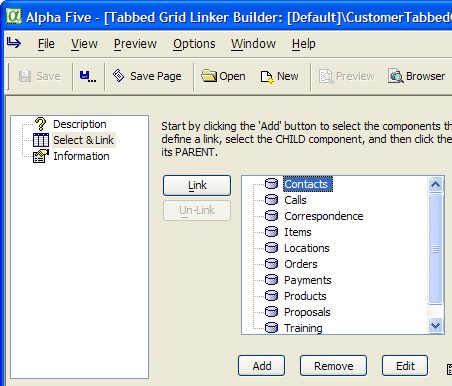 Alpha Five - [Tabbed Grid Linker Builder: [Default]\CustomerTabbed
File View Preview Options Window Help
Save Save Page Open New Preview Browser
Description
Select & Link
Information
Start by clicking the 'Add' button to select the components th
define a link, select the CHILD component, and then click the
its PARENT.
Link
Un-Link
Contacts
Calls
Correspondence
Items
Locations
Orders
Payments
Products
Proposals
Training
Add Remove Edit